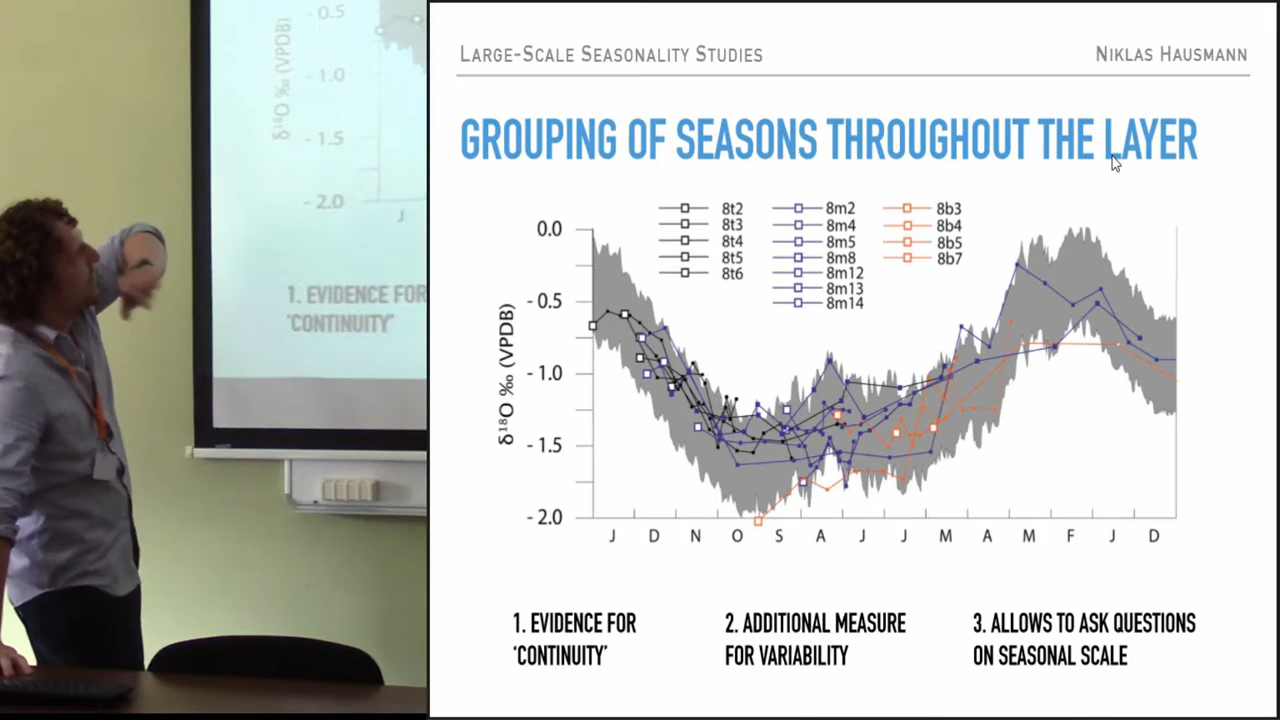 - 0.5
- 1.0
- 1.5
- 2.0
δ18O ‰ (VPDB)
J
1. EVIDENCE FOR
'CONTINUITY'
LARGE-SCALE SEASONALITY STUDIES
NIKLAS HAUSMANN
GROUPING OF SEASONS THROUGHOUT THE LAYER
8t2
8t3
8t4
8t5
8t6
8m2
8m4
8m5
8m8
8m12
8m13
8m14
8b3
8b4
8b5
8b7
0.0
- 0.5
- 1.0
- 1.5
- 2.0
δ18O ‰ (VPDB)
J D N O S A J J M A M F J D
1. EVIDENCE FOR
'CONTINUITY'
2. ADDITIONAL MEASURE
FOR VARIABILITY
3. ALLOWS TO ASK QUESTIONS
ON SEASONAL SCALE